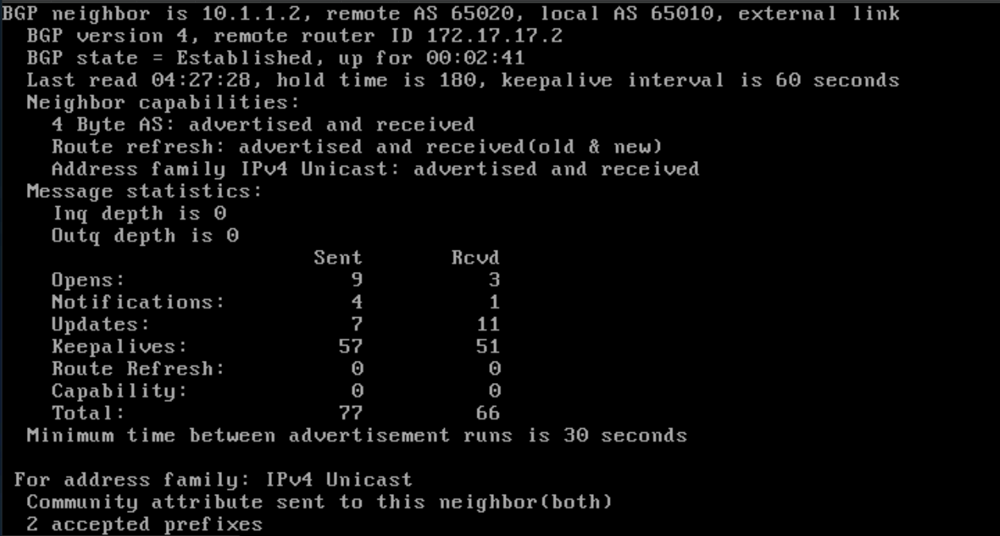 BGP neighbor is 10.1.1.2, remote AS 65020, local AS 65010, external link
BGP version 4, remote router ID 172.17.17.2
BGP state = Established, up for 00:02:41
Last read 04:27:28, hold time is 180, keepalive interval is 60 seconds
Neighbor capabilities:
4 Byte AS: advertised and received
Route refresh: advertised and received(old & new)
Address family IPv4 Unicast: advertised and received
Message statistics:
Inq depth is 0
Outq depth is 0
Sent Rcvd
Opens: 9 3
Notifications: 4 1
Updates: 7 11
Keepalives: 57 51
Route Refresh: 0 0
Capability: 0 0
Total: 77 66
Minimum time between advertisement runs is 30 seconds
For address family: IPv4 Unicast
Community attribute sent to this neighbor(both)
2 accepted prefixes